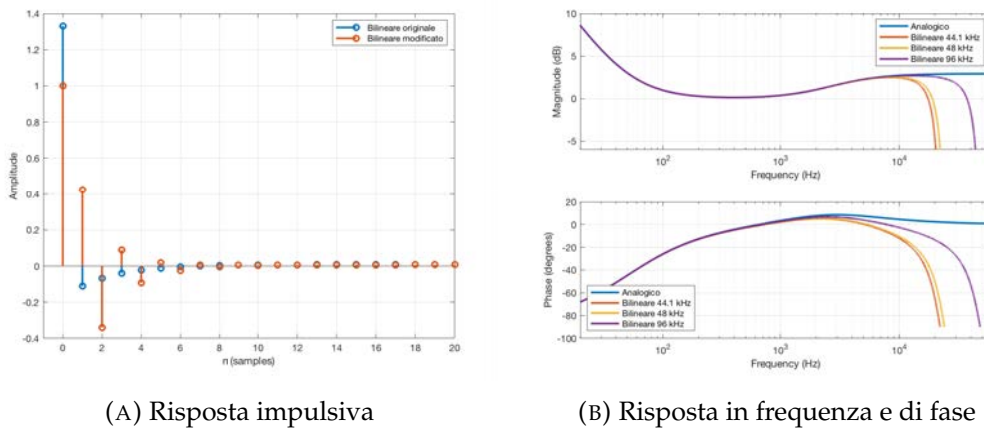 Bilineare originale
Bilineare modificato
1.4
1.2
1
0.8
0.6
0.4
0.2
0
-0.2
-0.4
Amplitude
0 2 4 6 8 10 12 14 16 18 20
n (samples)
(A) Risposta impulsiva
10
5
0
-5
Magnitude (dB)
Analogico
Bilineare 44.1 kHz
Bilineare 48 kHz
Bilineare 96 kHz
10² 10³ 10⁴
Frequency (Hz)
20
0
-20
-40
-60
-80
-100
Phase (degrees)
Analogico
Bilineare 44.1 kHz
Bilineare 48 kHz
Bilineare 96 kHz
10² 10³ 10⁴
Frequency (Hz)
(B) Risposta in frequenza e di fase